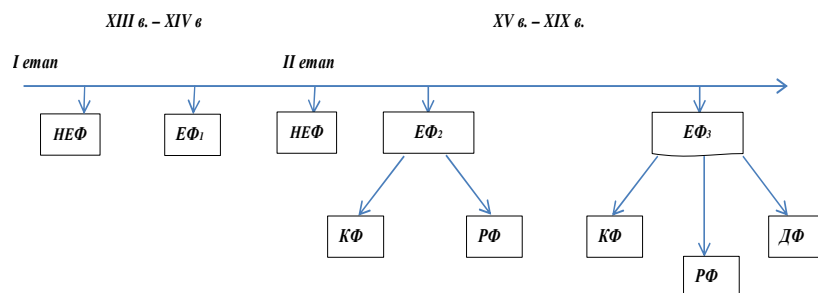 XIII в. – XIV в
XV в. – XIX в.
I етап
II етап
НЕФ
ЕФ1
НЕФ
ЕФ2
ЕФ3
КФ
РФ
КФ
ДФ
РФ